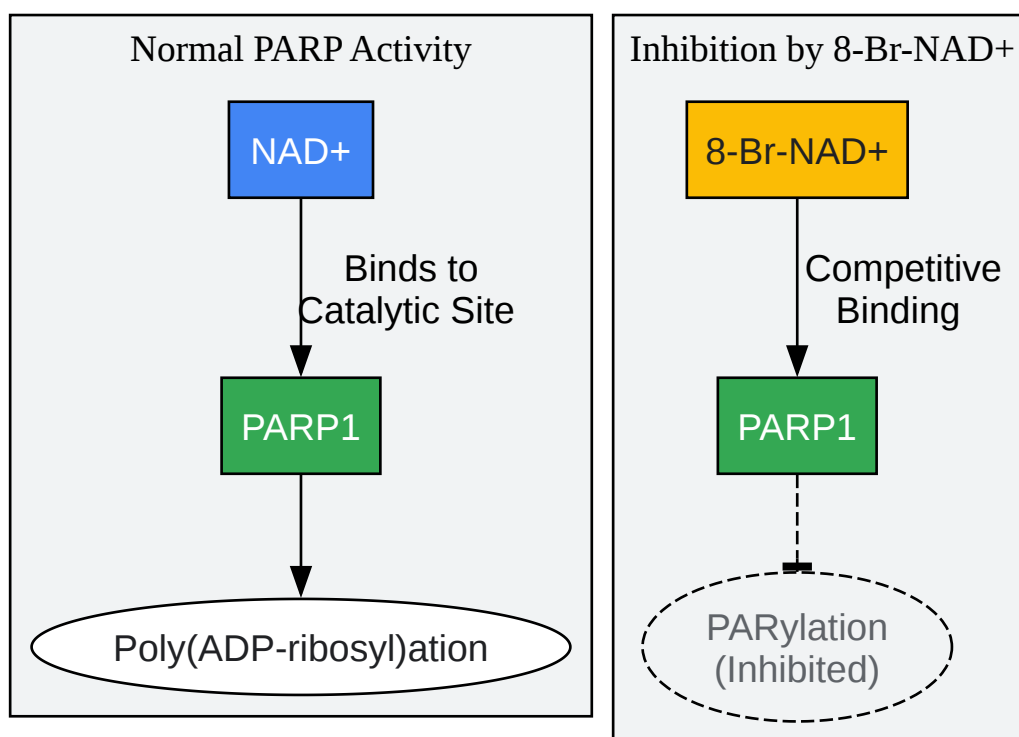 Normal PARP Activity
NAD+
Binds to
Catalytic Site
PARP1
Poly(ADP-ribosyl)ation
Inhibition by 8-Br-NAD+
8-Br-NAD+
Competitive
Binding
PARP1
PARylation
(Inhibited)